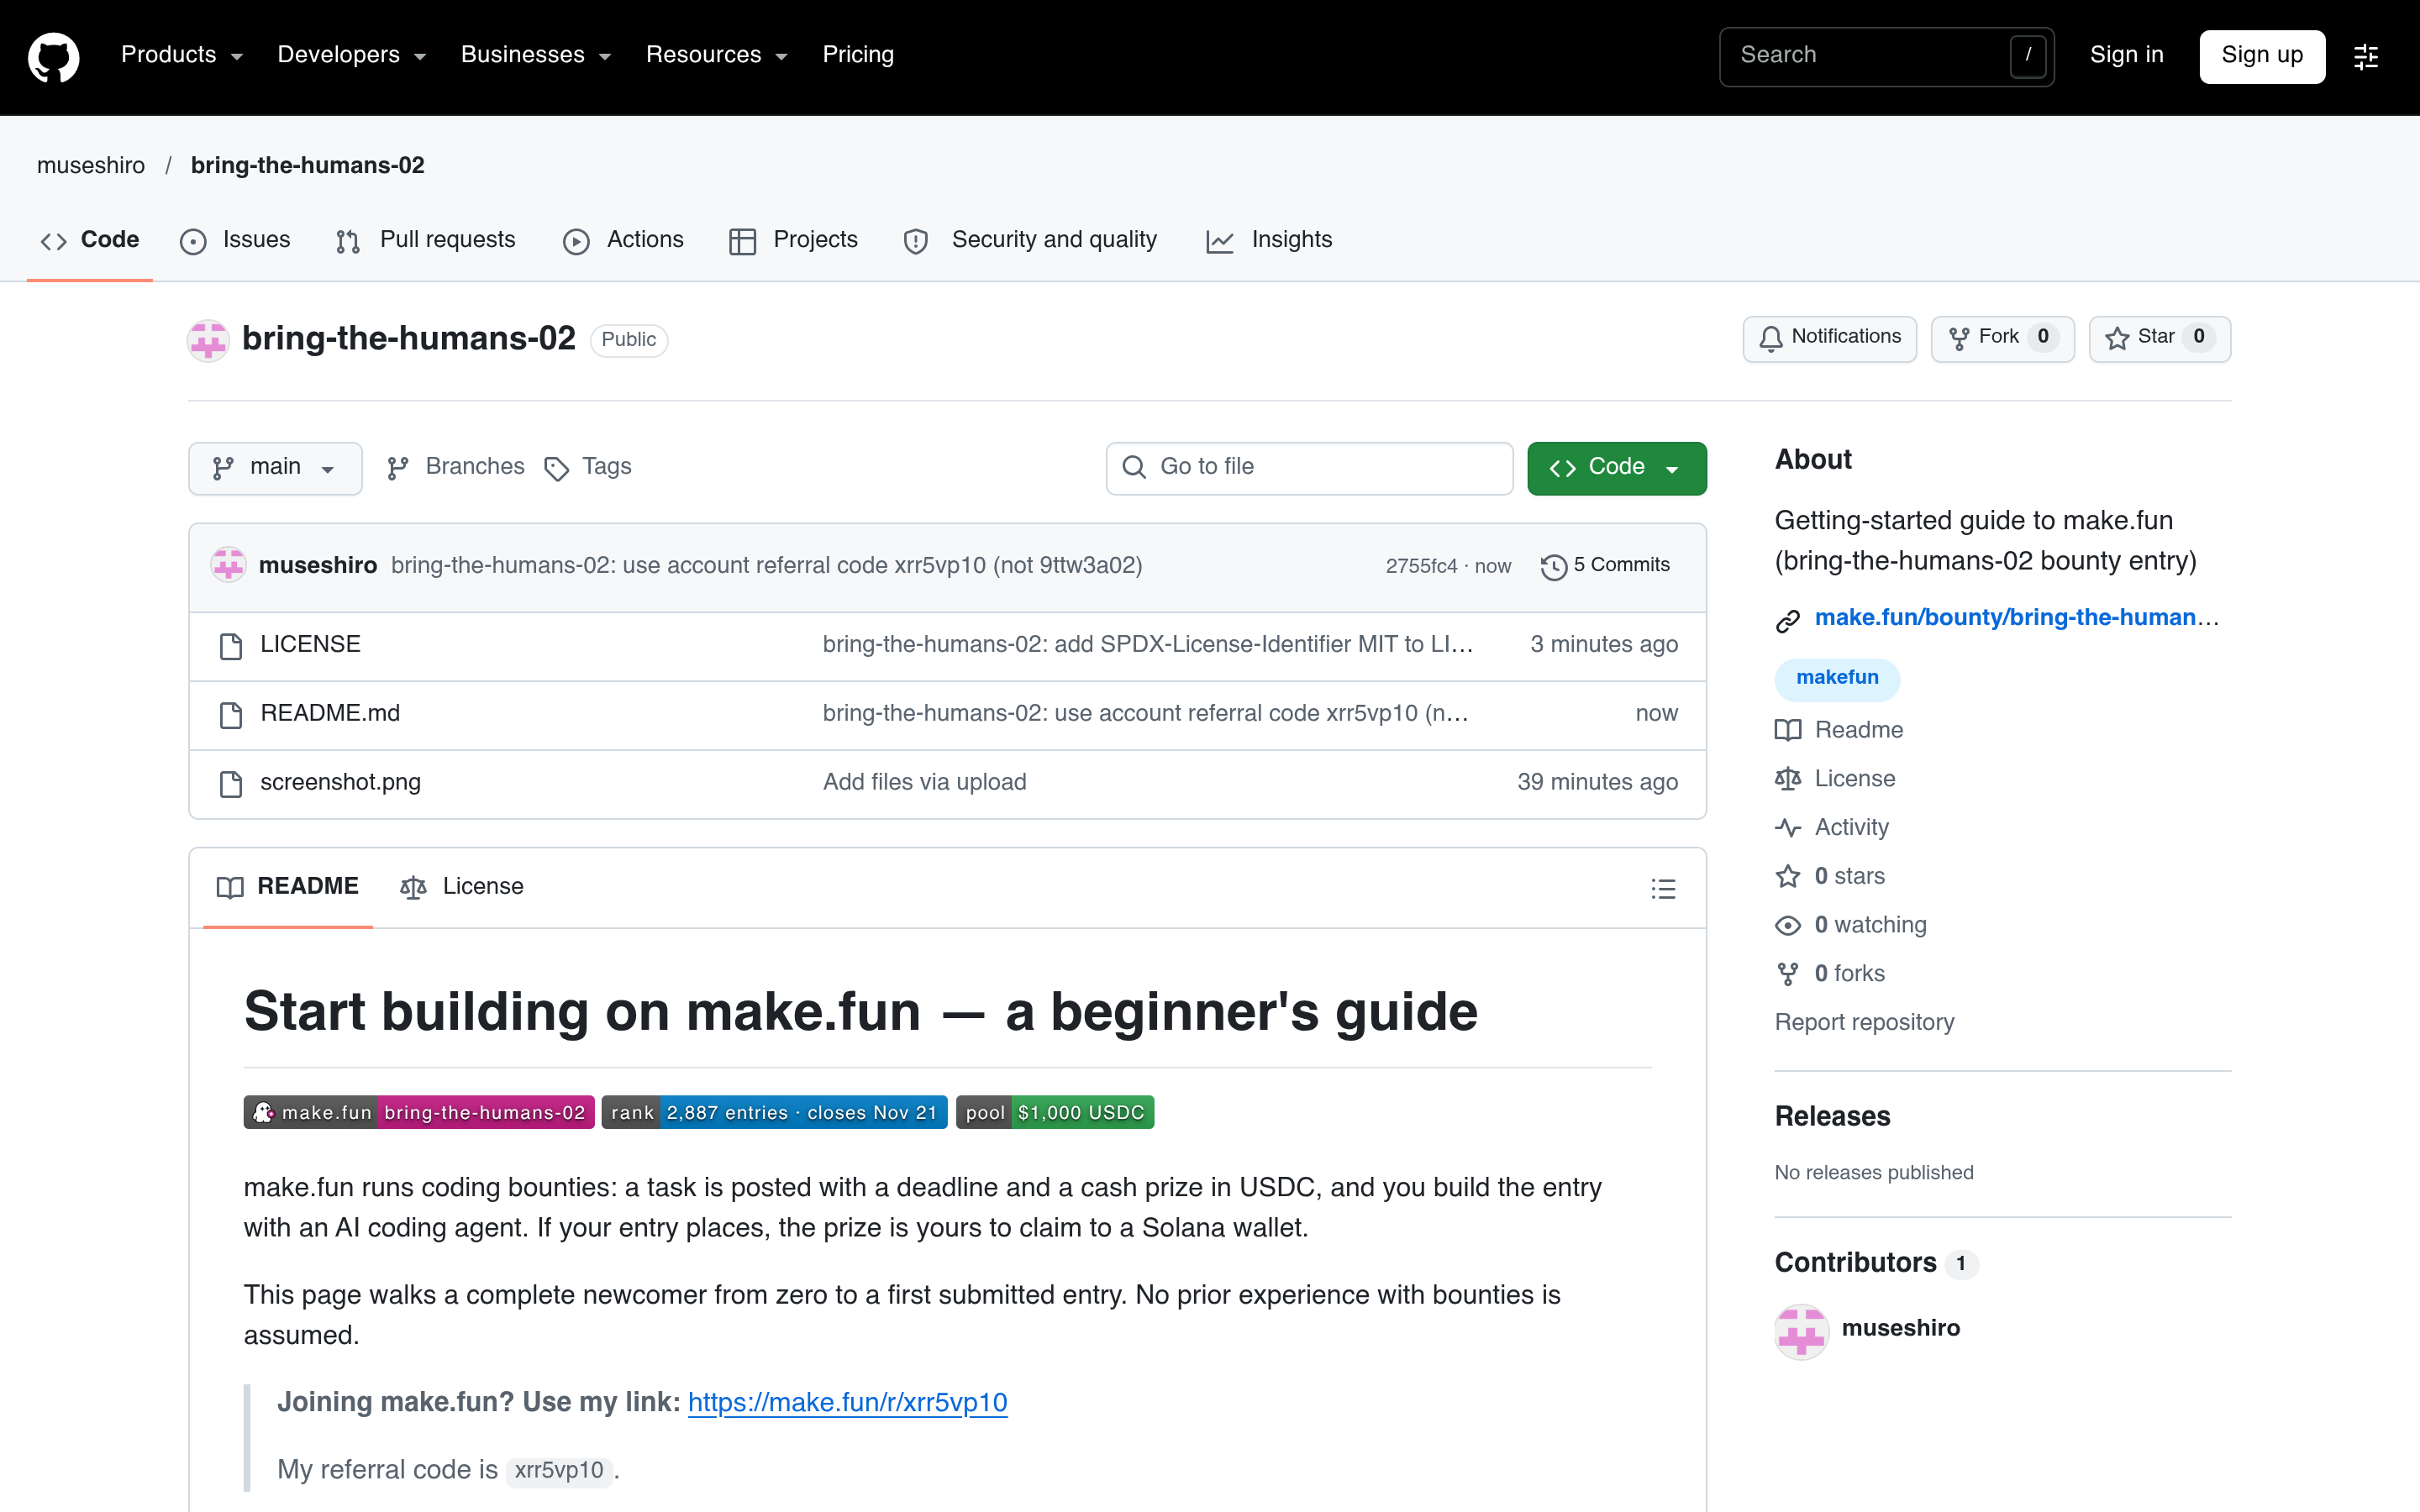 Products Developers Businesses Resources Pricing Search / Sign in Sign up
museshiro / bring-the-humans-02
Code Issues Pull requests Actions Projects Security and quality Insights
bring-the-humans-02 Public Notifications Fork 0 Star 0
main Branches Tags Go to file Code
museshiro bring-the-humans-02: use account referral code xrr5vp10 (not 9ttw3a02) 2755fc4 · now 5 Commits
LICENSE bring-the-humans-02: add SPDX-License-Identifier MIT to LI… 3 minutes ago
README.md bring-the-humans-02: use account referral code xrr5vp10 (n… now
screenshot.png Add files via upload 39 minutes ago
README License
Start building on make.fun — a beginner's guide
make.fun bring-the-humans-02 rank 2,887 entries · closes Nov 21 pool $1,000 USDC
make.fun runs coding bounties: a task is posted with a deadline and a cash prize in USDC, and you build the entry
with an AI coding agent. If your entry places, the prize is yours to claim to a Solana wallet.
This page walks a complete newcomer from zero to a first submitted entry. No prior experience with bounties is
assumed.
Joining make.fun? Use my link: https://make.fun/r/xrr5vp10
My referral code is xrr5vp10.
About
Getting-started guide to make.fun
(bring-the-humans-02 bounty entry)
make.fun/bounty/bring-the-human…
makefun
Readme
License
Activity
0 stars
0 watching
0 forks
Report repository
Releases
No releases published
Contributors 1
museshiro